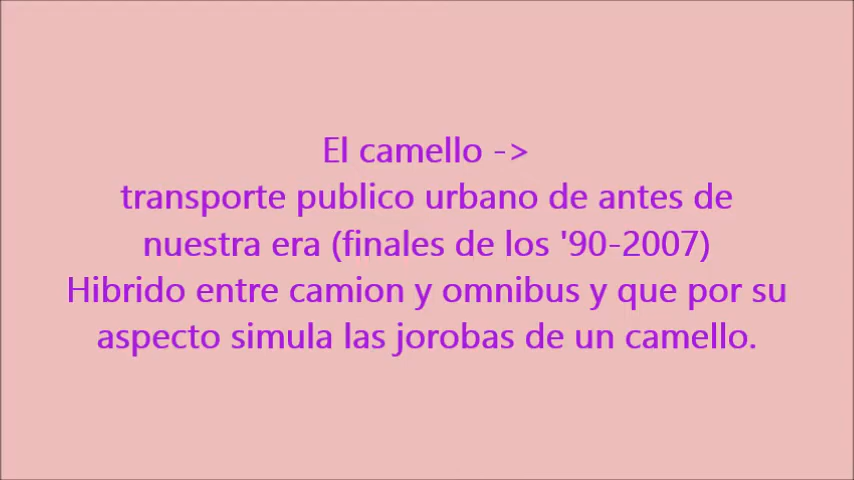 El camello ->
transporte publico urbano de antes de
nuestra era (finales de los '90-2007)
Hibrido entre camion y omnibus y que por su
aspecto simula las jorobas de un camello.